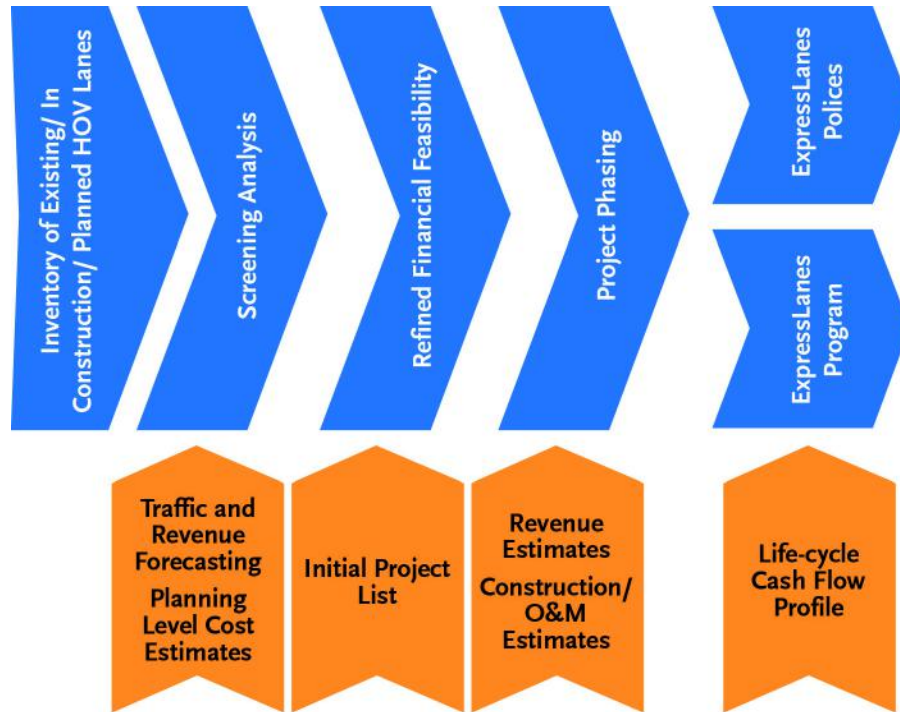 Inventory of Existing/ In
Construction/ Planned HOV Lanes
Screening Analysis
Refined Financial Feasibility
Project Phasing
ExpressLanes
Polices
ExpressLanes
Program
Traffic and
Revenue
Forecasting
Planning
Level Cost
Estimates
Initial Project
List
Revenue
Estimates
Construction/
O&M
Estimates
Life-cycle
Cash Flow
Profile